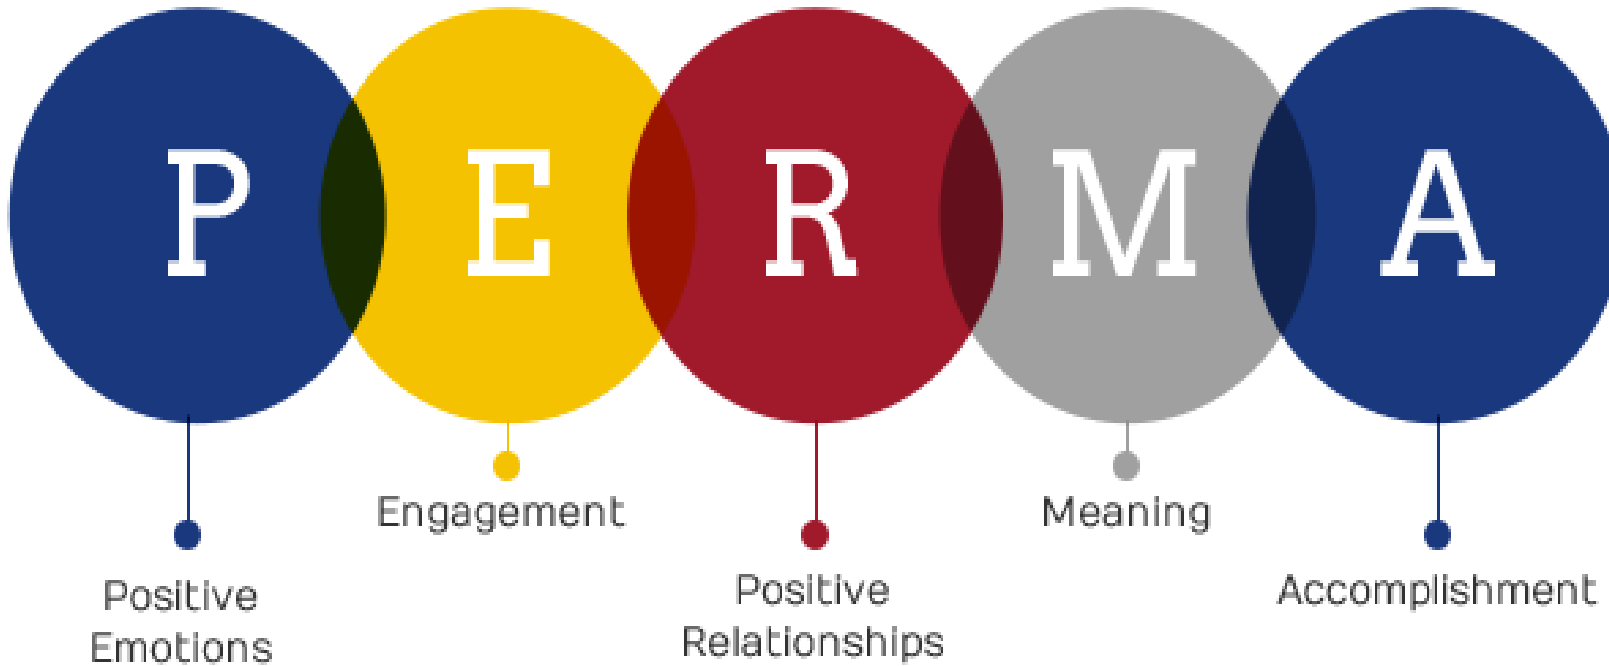 P E R M A
Engagement
Meaning
Positive
Emotions
Positive
Relationships
Accomplishment